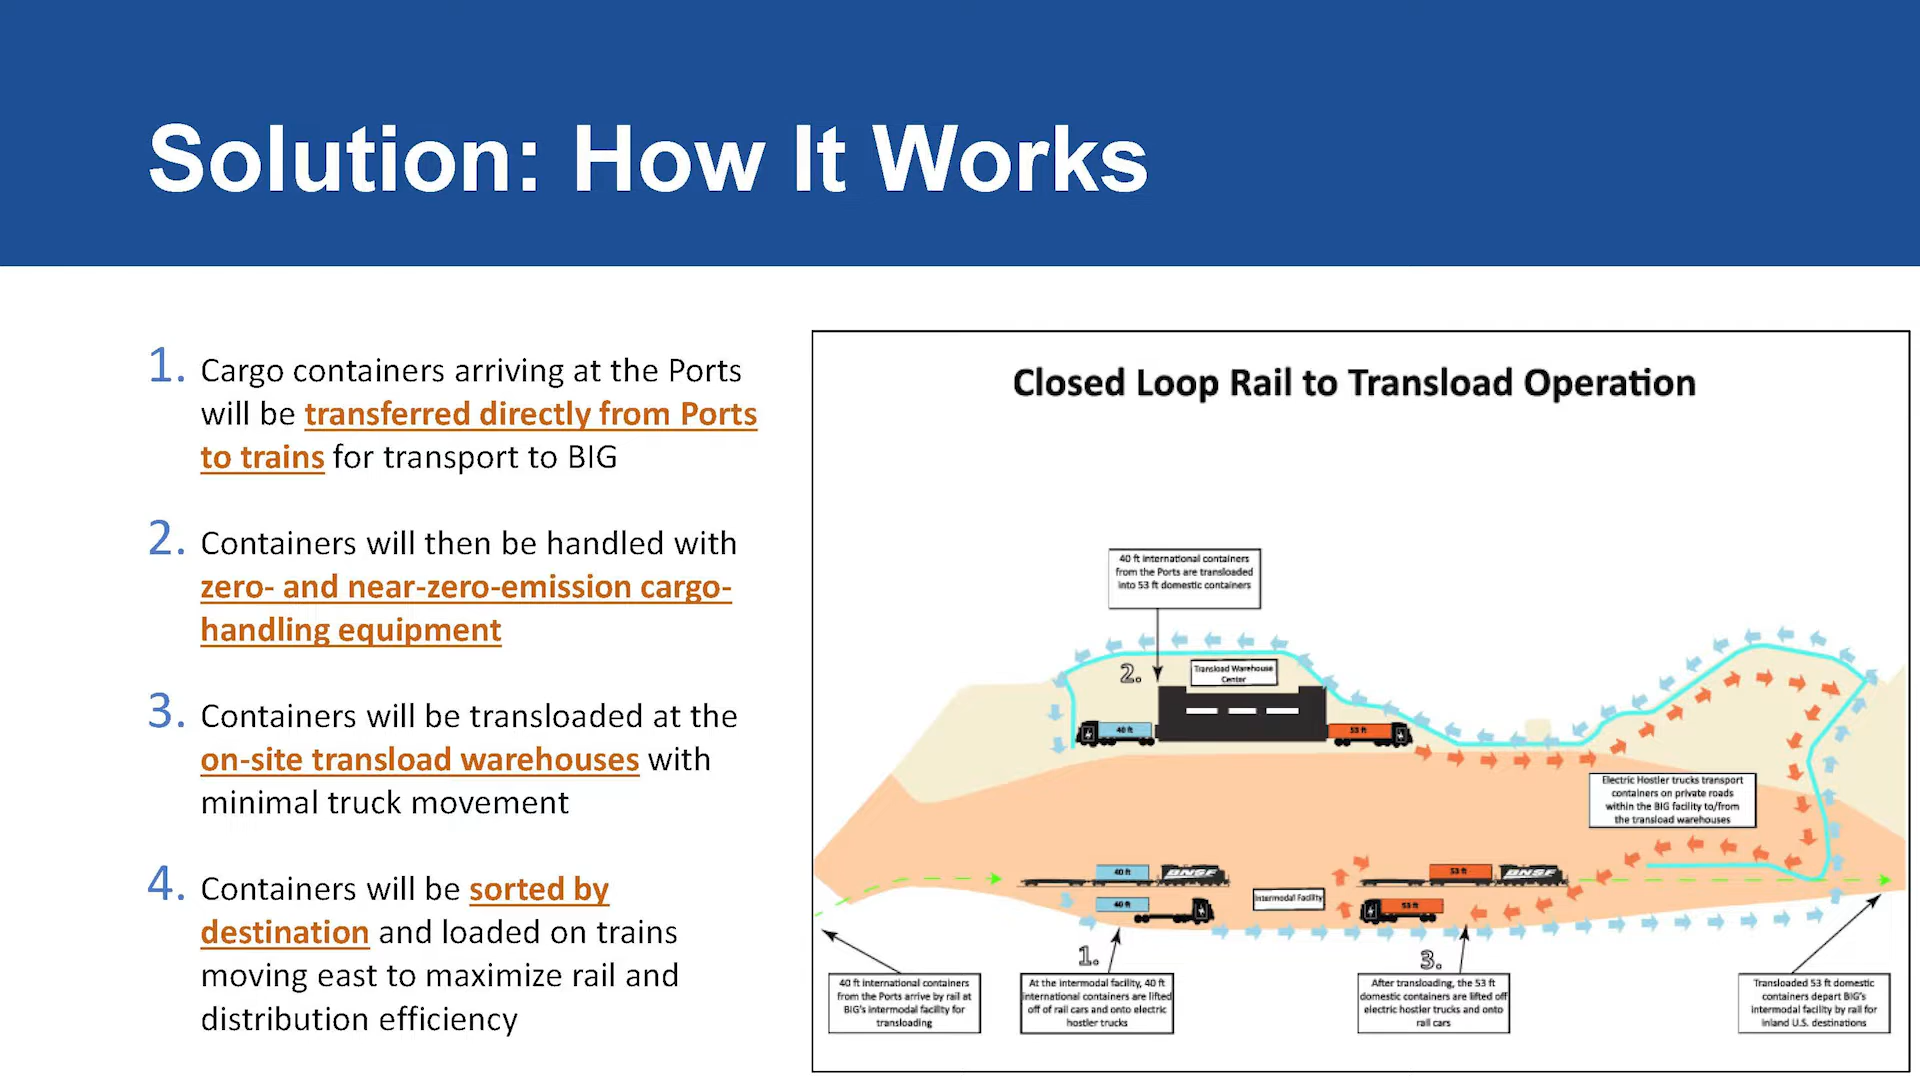 Solution: How It Works
1. Cargo containers arriving at the Ports
will be transferred directly from Ports
to trains for transport to BIG
2. Containers will then be handled with
zero- and near-zero-emission cargo-
handling equipment
3. Containers will be transloaded at the
on-site transload warehouses with
minimal truck movement
4. Containers will be sorted by
destination and loaded on trains
moving east to maximize rail and
distribution efficiency
Closed Loop Rail to Transload Operation
40 ft international containers
from the Ports are transloaded
into 53 ft domestic containers
2.
Transload Warehouse
Center
40 ft
53 ft
Electric Hostler trucks transport
containers on private roads
within the BIG facility to/from
the transload warehouses
40 ft
BNSF
53 ft
BNSF
40 ft
Intermodal Facility
53 ft
1.
3.
40 ft international containers
from the Ports arrive by rail at
BIG's intermodal facility for
transloading
At the intermodal facility, 40 ft
international containers are lifted
off of rail cars and onto electric
hostler trucks
After transloading, the 53 ft
domestic containers are lifted off
electric hostler trucks and onto
rail cars
Transloaded 53 ft domestic
containers depart BIG's
intermodal facility by rail for
inland U.S. destinations